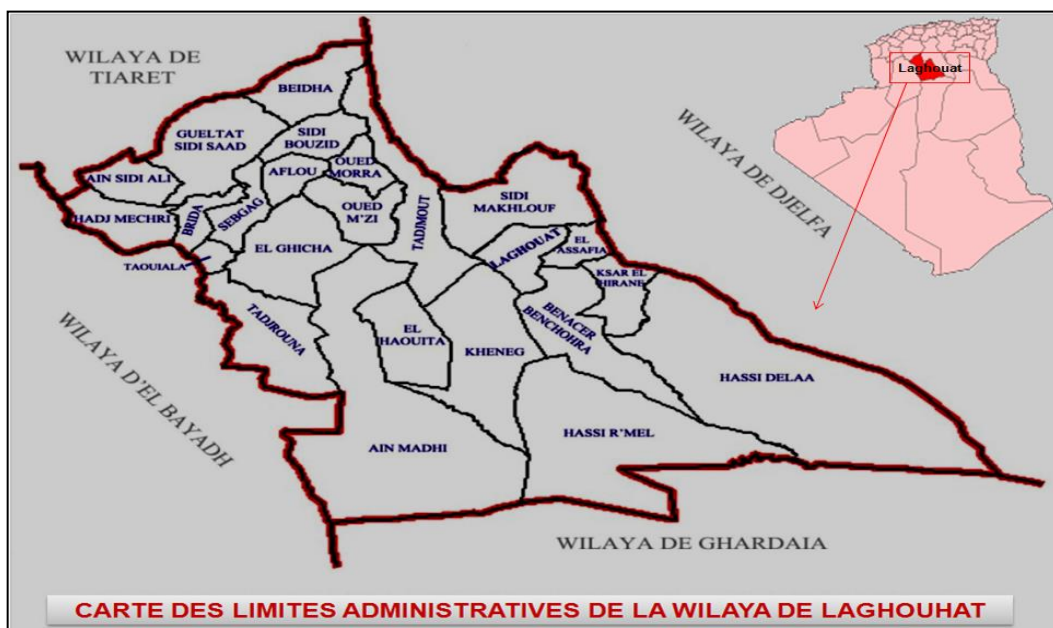 WILAYA DE
TIARET
Laghouat
BEIDHA
GUELTAT
SIDI SAAD
SIDI
BOUZID
WILAYA DE DJELFA
OUED
MORRA
AFLOU
AIN SIDI ALI
SIDI
MAKHLOUF
OUED
M'ZI
HADJ MECHRI
BRIDA
SEBGAG
TADJMOUT
EL GHICHA
LAGHOUAT
EL
ASSAFIA
TAOUIALA
KSAR EL
HIRANE
TADJROUNA
EL
HAOUITA
BENACER
BENCHOHRA
KHENEG
WILAYA D'EL BAYADH
HASSI DELAA
HASSI R'MEL
AIN MADHI
WILAYA DE GHARDAIA
CARTE DES LIMITES ADMINISTRATIVES DE LA WILAYA DE LAGHOUHAT